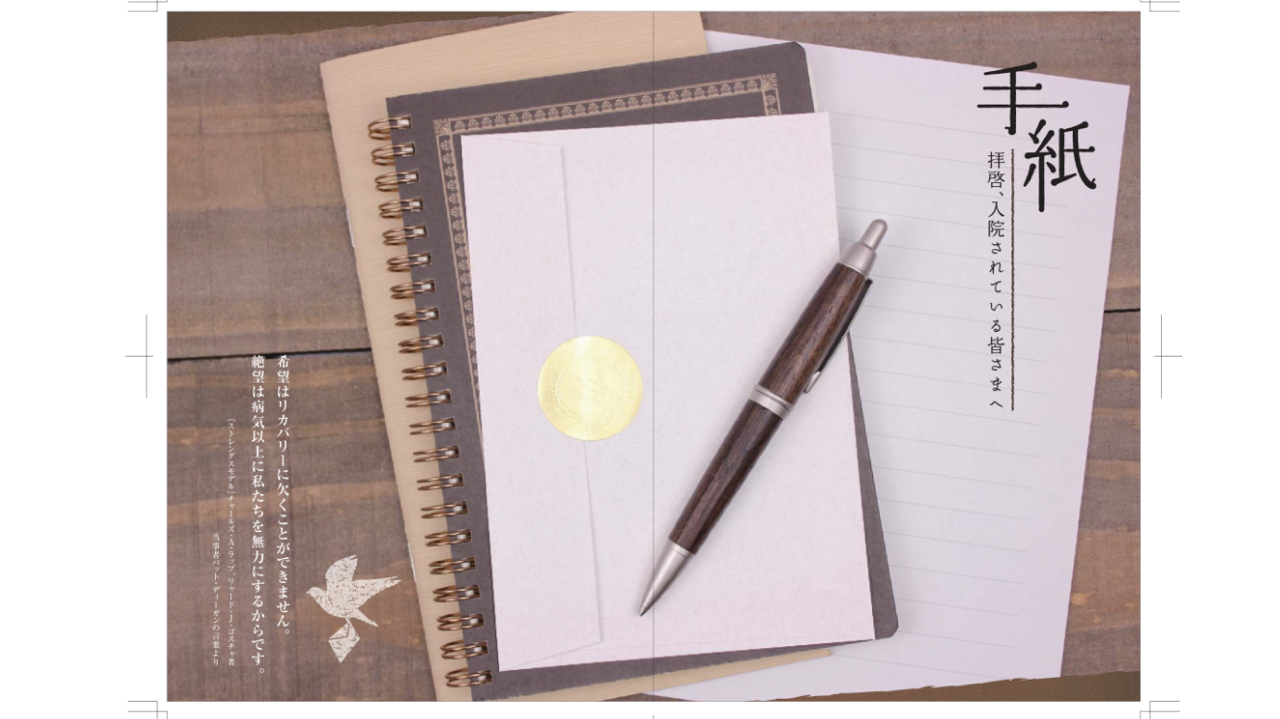 手紙
拝啓、入院されている皆さまへ
希望はリカバリーに欠くことができません。
絶望は病気以上に私たちを無力にするからです。
「ストレングスモデル」チャールズ・A・ラップ、リチャード・J・ゴスチャ著
当事者パット・ディーガンの言葉より